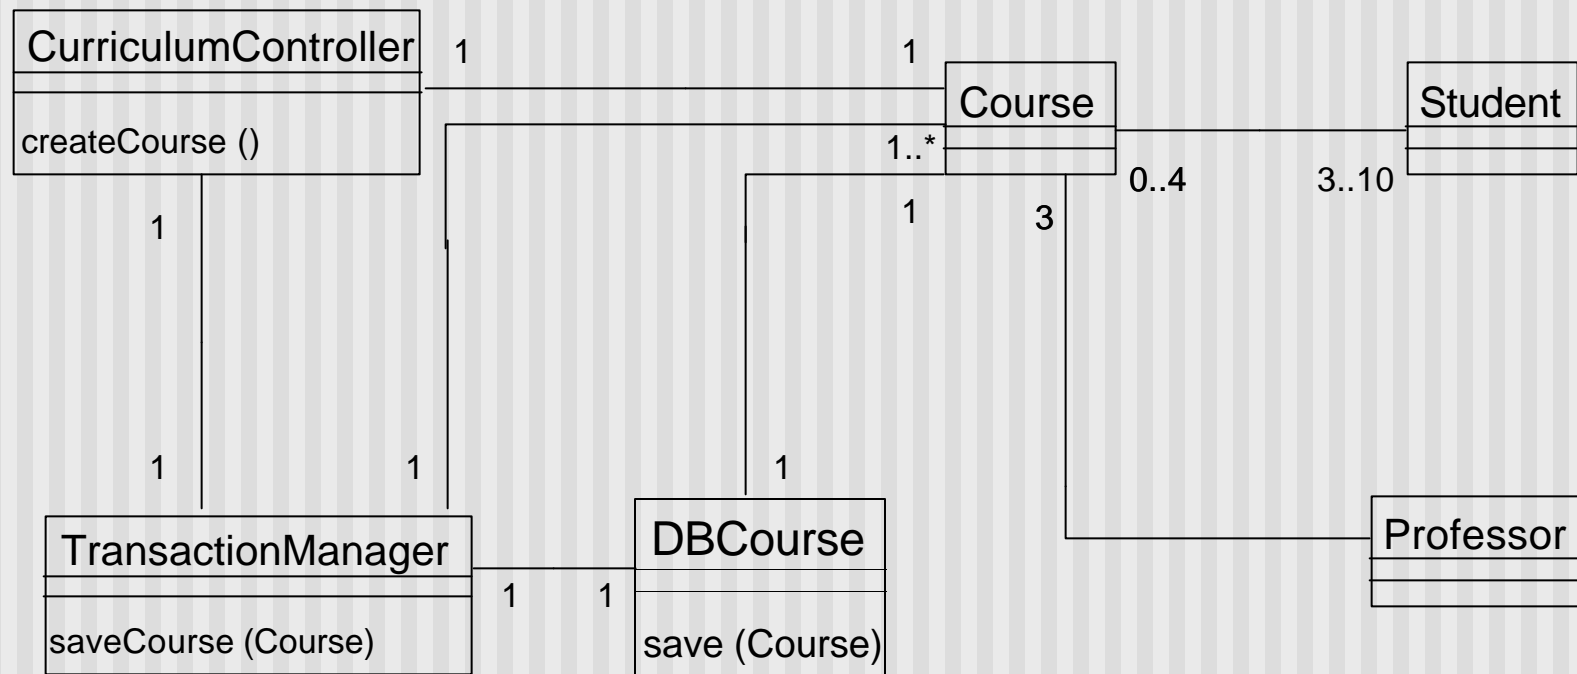 CurriculumController
createCourse ()
1
1
Course
Student
1..*
0..4
3..10
1
1
3
1
1
1
TransactionManager
saveCourse (Course)
1
1
DBCourse
save (Course)
Professor